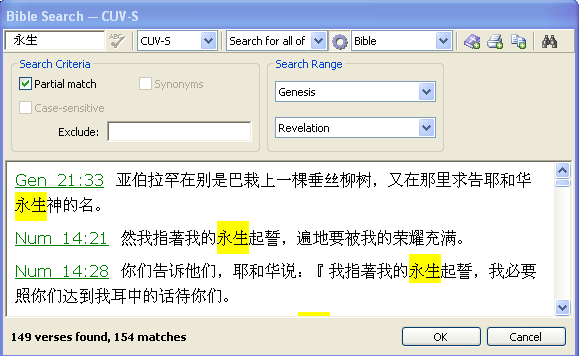 Bible Search — CUV-S
永生 ABC CUV-S Search for all of Bible
Search Criteria
Partial match Synonyms
Case-sensitive
Exclude:
Search Range
Genesis
Revelation
Gen 21:33 亚伯拉罕在别是巴栽上一棵垂丝柳树，又在那里求告耶和华
永生神的名。
Num 14:21 然我指著我的永生起誓，遍地要被我的荣耀充满。
Num 14:28 你们告诉他们，耶和华说：『我指著我的永生起誓，我必要
照你们达到我耳中的话待你们。
149 verses found, 154 matches OK Cancel